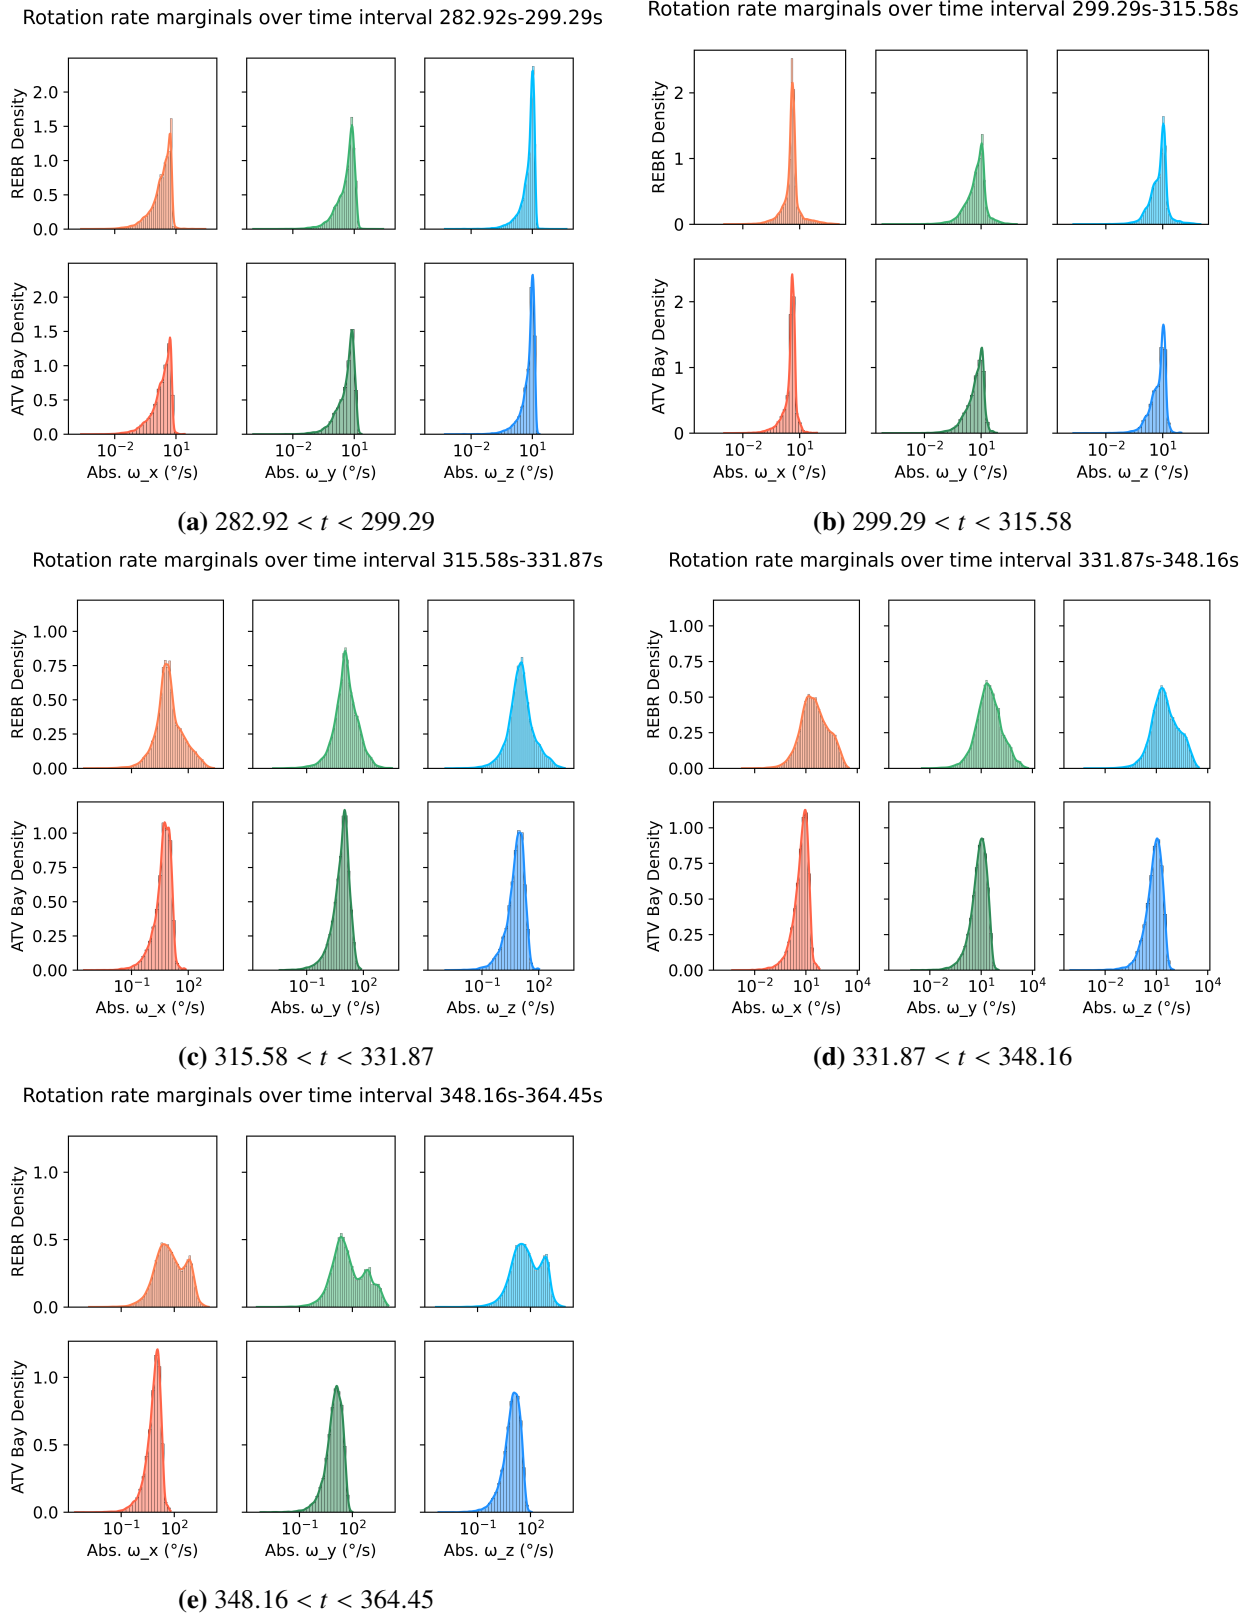 Rotation rate marginals over time interval 282.92s-299.29s
REBR Density
2.0
1.5
1.0
0.5
0.0
ATV Bay Density
2.0
1.5
1.0
0.5
0.0
10⁻² 10¹ 10⁻² 10¹ 10⁻² 10¹
Abs. ω_x (°/s) Abs. ω_y (°/s) Abs. ω_z (°/s)
(a) 282.92 < t < 299.29
Rotation rate marginals over time interval 299.29s-315.58s
REBR Density
2
1
0
ATV Bay Density
2
1
0
10⁻² 10¹ 10⁻² 10¹ 10⁻² 10¹
Abs. ω_x (°/s) Abs. ω_y (°/s) Abs. ω_z (°/s)
(b) 299.29 < t < 315.58
Rotation rate marginals over time interval 315.58s-331.87s
REBR Density
1.00
0.75
0.50
0.25
0.00
ATV Bay Density
1.00
0.75
0.50
0.25
0.00
10⁻¹ 10² 10⁻¹ 10² 10⁻¹ 10²
Abs. ω_x (°/s) Abs. ω_y (°/s) Abs. ω_z (°/s)
(c) 315.58 < t < 331.87
Rotation rate marginals over time interval 331.87s-348.16s
REBR Density
1.00
0.75
0.50
0.25
0.00
ATV Bay Density
1.00
0.75
0.50
0.25
0.00
10⁻² 10¹ 10⁴ 10⁻² 10¹ 10⁴ 10⁻² 10¹ 10⁴
Abs. ω_x (°/s) Abs. ω_y (°/s) Abs. ω_z (°/s)
(d) 331.87 < t < 348.16
Rotation rate marginals over time interval 348.16s-364.45s
REBR Density
1.0
0.5
0.0
ATV Bay Density
1.0
0.5
0.0
10⁻¹ 10² 10⁻¹ 10² 10⁻¹ 10²
Abs. ω_x (°/s) Abs. ω_y (°/s) Abs. ω_z (°/s)
(e) 348.16 < t < 364.45